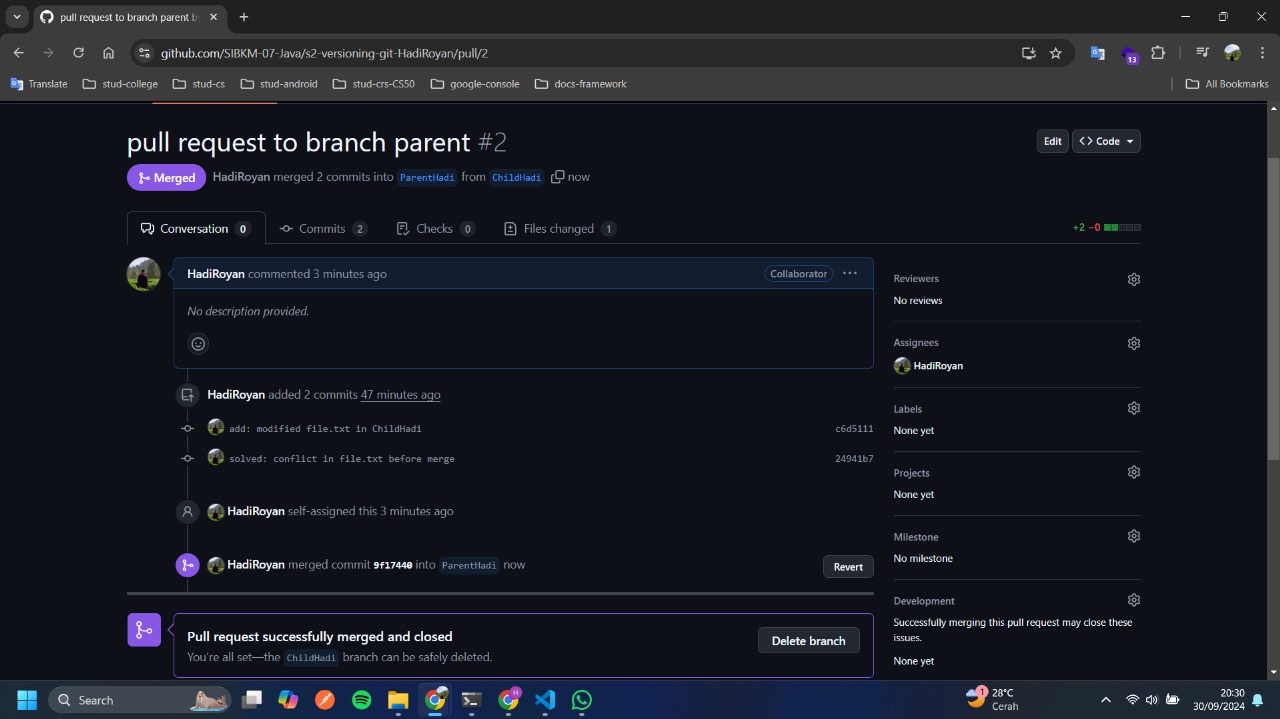 pull request to branch parent b
github.com/SIBKM-07-Java/s2-versioning-git-HadiRoyan/pull/2
13
Translate stud-college stud-cs stud-android stud-crs-CS50 google-console docs-framework All Bookmarks
pull request to branch parent #2
Edit <> Code
Merged HadiRoyan merged 2 commits into ParentHadi from ChildHadi now
Conversation 0 Commits 2 Checks 0 Files changed 1 +2 −0
HadiRoyan commented 3 minutes ago Collaborator ...
No description provided.
HadiRoyan added 2 commits 47 minutes ago
add: modified file.txt in ChildHadi c6d5111
solved: conflict in file.txt before merge 24941b7
HadiRoyan self-assigned this 3 minutes ago
HadiRoyan merged commit 9f17440 into ParentHadi now Revert
Pull request successfully merged and closed
You're all set—the ChildHadi branch can be safely deleted.
Delete branch
Reviewers
No reviews
Assignees
HadiRoyan
Labels
None yet
Projects
None yet
Milestone
No milestone
Development
Successfully merging this pull request may close these
issues.
None yet
Search
H
1
28°C
Cerah
20:30
30/09/2024